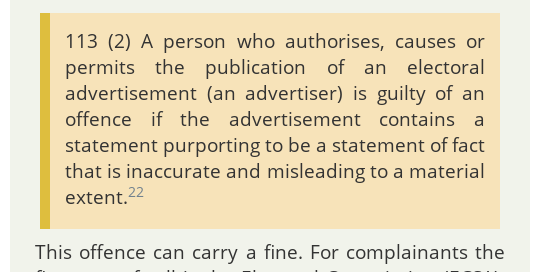 113 (2) A person who authorises, causes or
permits the publication of an electoral
advertisement (an advertiser) is guilty of an
offence if the advertisement contains a
statement purporting to be a statement of fact
that is inaccurate and misleading to a material
extent.22
This offence can carry a fine. For complainants the